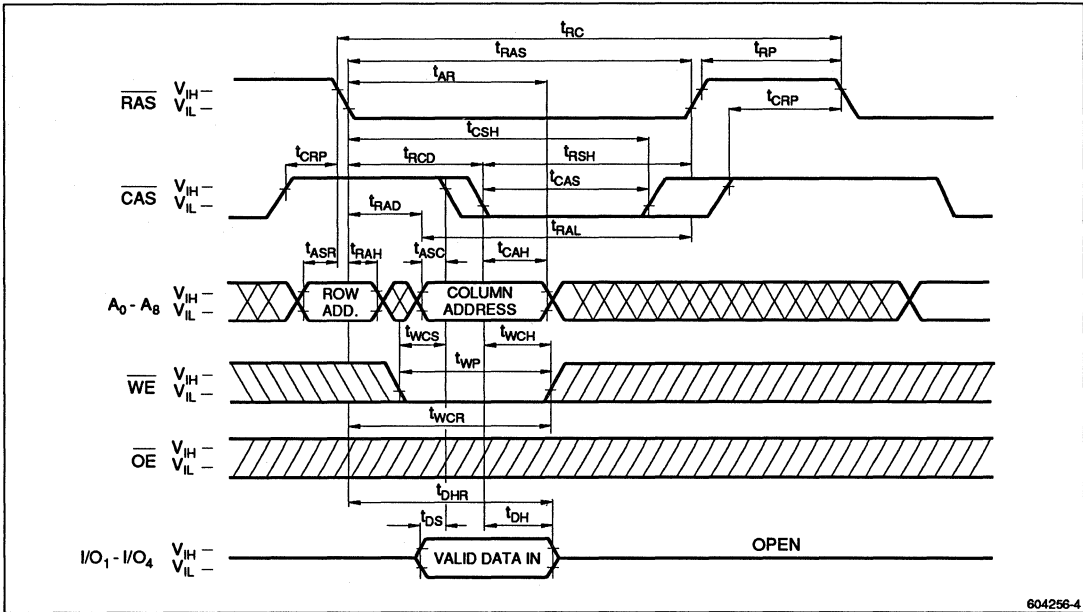 tRC
tRAS tRP
tAR
RAS VIH
VIL
tCRP
tCSH
tCRP tRCD tRSH
CAS VIH
VIL
tCAS
tRAD
tRAL
tASR tRAH tASC tCAH
A0 - A8 VIH
VIL
ROW
ADD.
COLUMN
ADDRESS
tWCS tWCH
tWP
WE VIH
VIL
tWCR
OE VIH
VIL
tDHR
tDS tDH
I/O1 - I/O4 VIH
VIL
VALID DATA IN
OPEN
604256-4